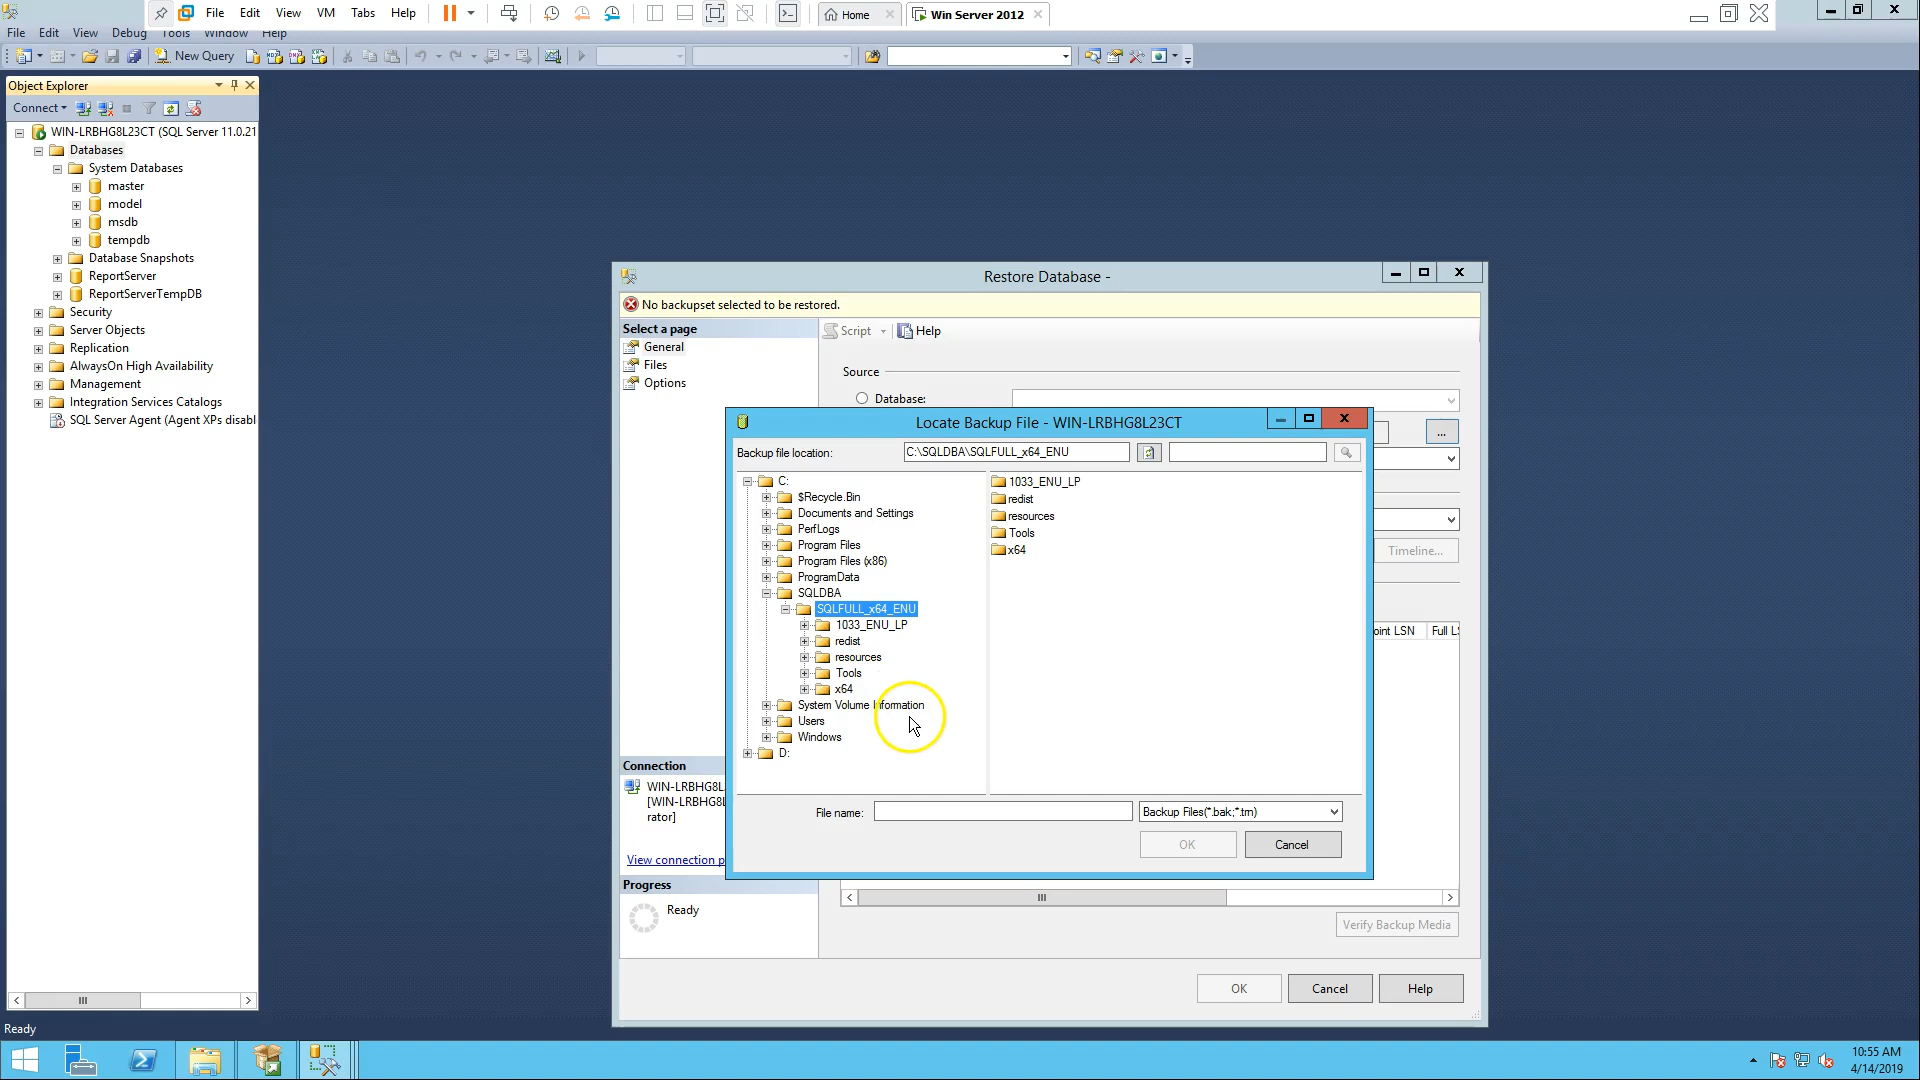 File Edit View VM Tabs Help Home Win Server 2012
File Edit View Debug Tools Window Help
New Query
Object Explorer
Connect
WIN-LRBHG8L23CT (SQL Server 11.0.21
Databases
System Databases
master
model
msdb
tempdb
Database Snapshots
ReportServer
ReportServerTempDB
Security
Server Objects
Replication
AlwaysOn High Availability
Management
Integration Services Catalogs
SQL Server Agent (Agent XPs disabl
Restore Database -
No backupset selected to be restored.
Select a page
General
Files
Options
Script Help
Source
Database:
...
Timeline...
oint LSN Full LS
Locate Backup File - WIN-LRBHG8L23CT
Backup file location: C:\SQLDBA\SQLFULL_x64_ENU
C:
$Recycle.Bin
Documents and Settings
PerfLogs
Program Files
Program Files (x86)
ProgramData
SQLDBA
SQLFULL_x64_ENU
1033_ENU_LP
redist
resources
Tools
x64
System Volume Information
Users
Windows
D:
1033_ENU_LP
redist
resources
Tools
x64
File name: Backup Files(*.bak;*.trn)
OK Cancel
Connection
WIN-LRBHG8L
[WIN-LRBHG8L
rator]
View connection p
Progress
Ready
Verify Backup Media
OK Cancel Help
Ready
10:55 AM
4/14/2019